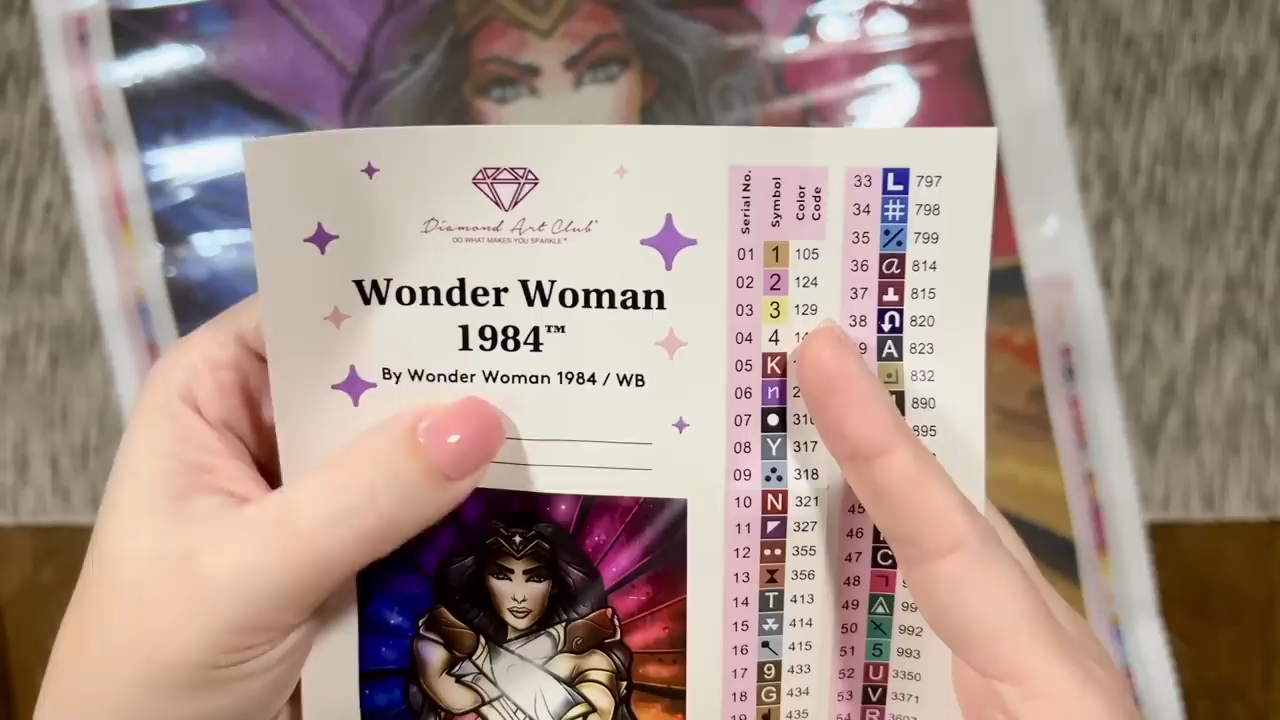 Diamond Art Club
DO WHAT MAKES YOU SPARKLE
Wonder Woman
1984™
By Wonder Woman 1984 / WB
Serial No. Symbol Color Code
01 1 105
02 2 124
03 3 129
04 4
05 K
06 n
07 310
08 Y 317
09 318
10 N 321
11 327
12 355
13 356
14 T 413
15 414
16 415
17 9 433
18 G 434
19 435
33 L 797
34 # 798
35 799
36 a 814
37 815
38 820
A 823
832
890
895
45
46
47 C
48
49
50 992
51 5 993
52 U 3350
53 V 3371
54 R